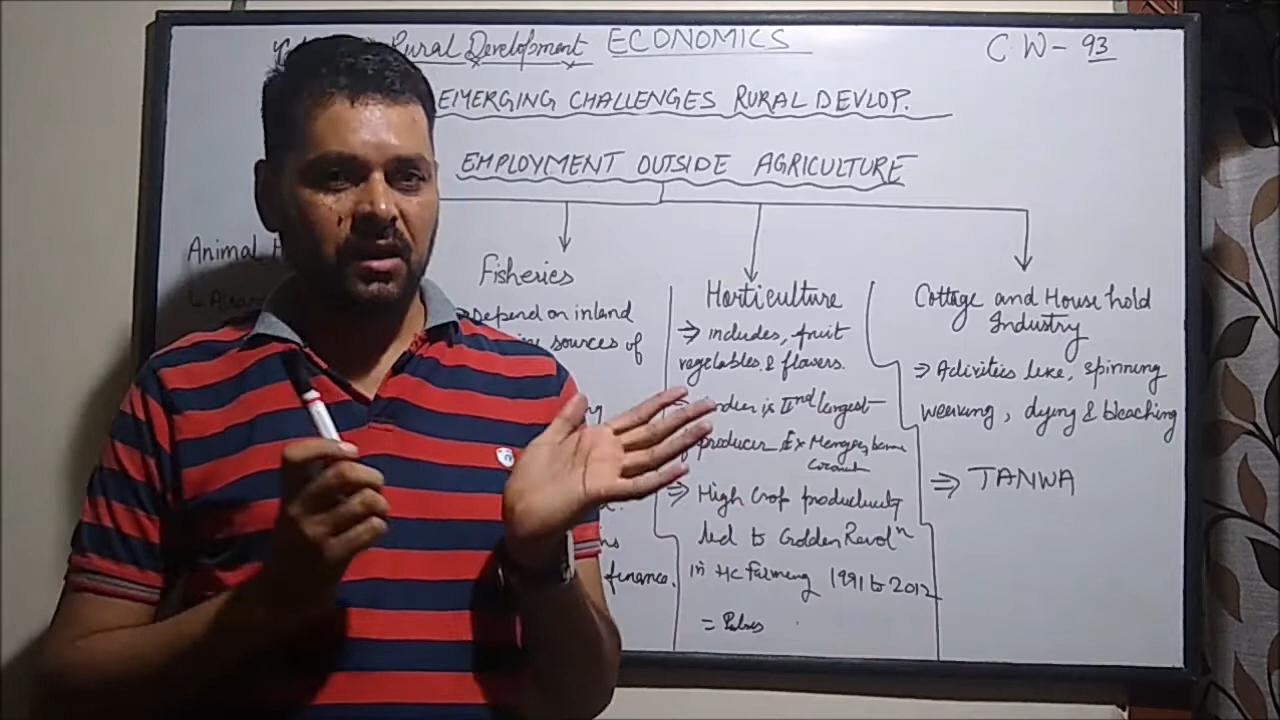 Rural Development ECONOMICS
CW-93
EMERGING CHALLENGES RURAL DEVLOP.
EMPLOYMENT OUTSIDE AGRICULTURE
Animal H
Fisheries
⇒ Depend on inland
sources of
finance.
Horticulture
⇒ includes, fruit
vegetables & flowers.
is IInd largest
producer Ex Mangoes, banana
Coconut
⇒ High Crop productivity
led to Golden Revoln
in HC Farming 1991 to 2012
= Pulses
Cottage and House hold
Industry
⇒ Activities like, spinning
weaving, dying & bleaching
⇒ TANWA